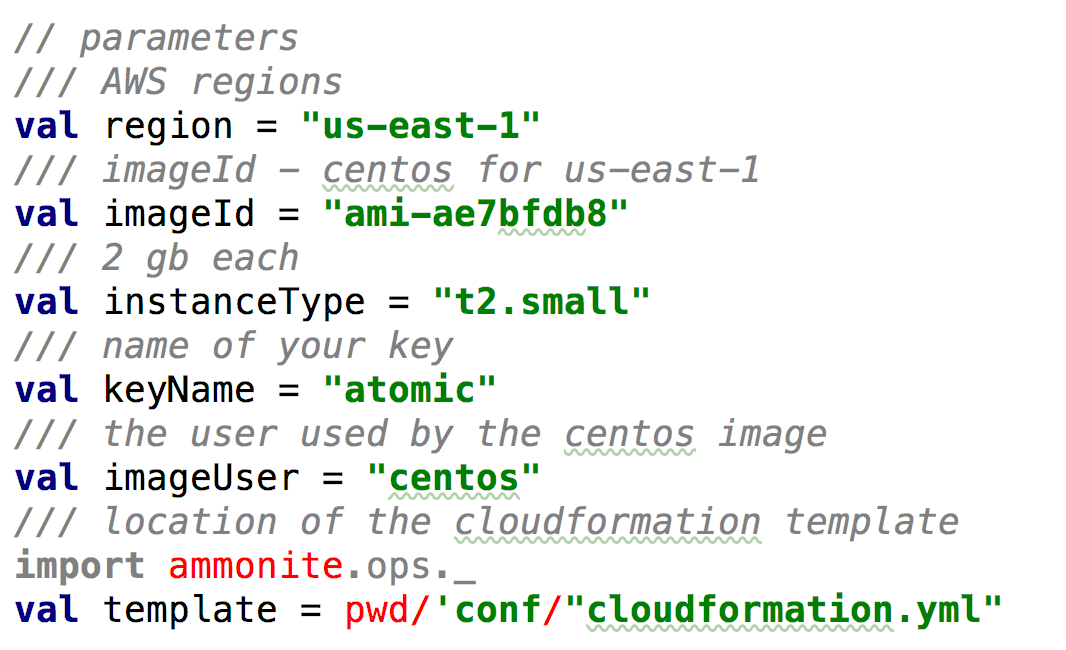 // parameters
/// AWS regions
val region = "us-east-1"
/// imageId - centos for us-east-1
val imageId = "ami-ae7bfdb8"
/// 2 gb each
val instanceType = "t2.small"
/// name of your key
val keyName = "atomic"
/// the user used by the centos image
val imageUser = "centos"
/// location of the cloudformation template
import ammonite.ops._
val template = pwd/'conf/"cloudformation.yml"